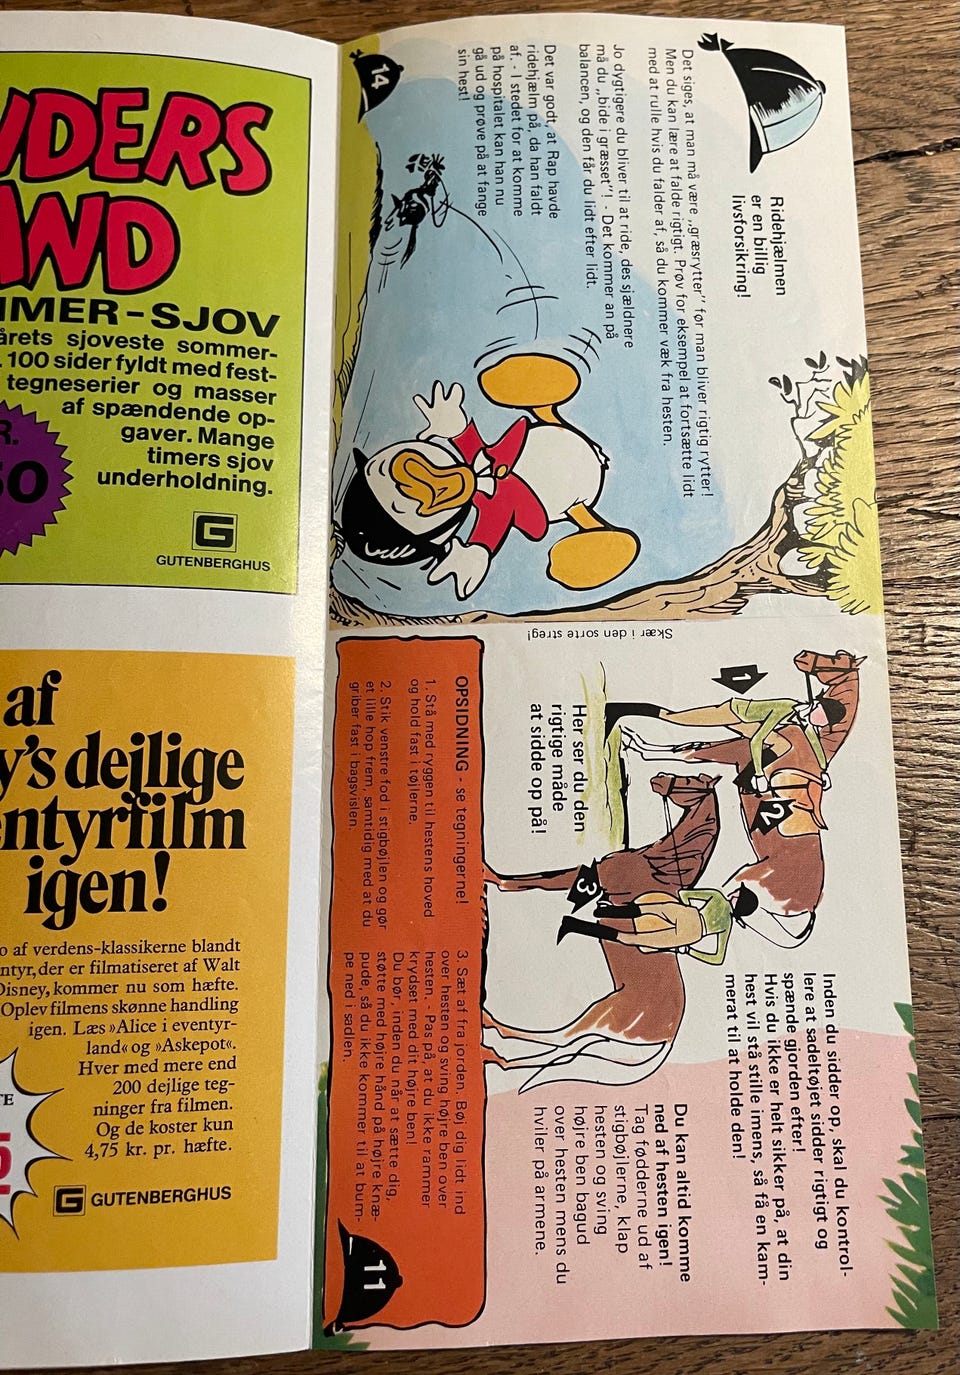 NDERS
AND
MMER-SJOV
årets sjoveste sommer-
100 sider fyldt med fest-
tegneserier og masser
af spændende op-
gaver. Mange
timers sjov
underholdning.
R.
50
G
GUTENBERGHUS
af
y's dejlige
entyrfilm
igen!
o af verdens-klassikerne blandt
ntyr, der er filmatiseret af Walt
Disney, kommer nu som hæfte.
Oplev filmens skønne handling
igen. Læs »Alice i eventyr-
land« og »Askepot«.
Hver med mere end
200 dejlige teg-
ninger fra filmen.
Og de koster kun
4,75 kr. pr. hæfte.
TE
5
G GUTENBERGHUS
Ridehjælmen
er en billig
livsforsikring!
Det siges, at man må være „græsrytter” før man bliver rigtig rytter!
Men du kan lære at falde rigtigt. Prøv for eksempel at fortsætte lidt
med at rulle hvis du falder af, så du kommer væk fra hesten.
Jo dygtigere du bliver til at ride, des sjældnere
må du „bide i græsset”! - Det kommer an på
balancen, og den får du lidt efter lidt.
Det var godt, at Rap havde
ridehjælm på, da han faldt
af. - I stedet for at komme
på hospitalet kan han nu
gå ud og prøve på at fange
sin hest!
14
Skær i den sorte streg!
1
2
3
Her ser du den
rigtige måde
at sidde op på!
Inden du sidder op, skal du kontrol-
lere at sadeltøjet sidder rigtigt og
spænde gjorden efter!
Hvis du ikke er helt sikker på, at din
hest vil stå stille imens, så få en kam-
merat til at holde den!
Du kan altid komme
ned af hesten igen!
Tag fødderne ud af
stigbøjlerne, klap
hesten og sving
højre ben bagud
over hesten mens du
hviler på armene.
OPSIDNING - se tegningerne!
1. Stå med ryggen til hestens hoved
og hold fast i tøjlerne.
2. Stik venstre fod i stigbøjlen og gør
et lille hop frem, samtidig med at du
griber fast i bagsvislen.
3. Sæt af fra jorden. Bøj dig lidt ind
over hesten og sving højre ben over
hesten. - Pas på, at du ikke rammer
krydset med dit højre ben!
Du bør, inden du når at sætte dig,
støtte med højre hånd på højre knæ-
pude, så du ikke kommer til at bum-
pe ned i sadlen.
11